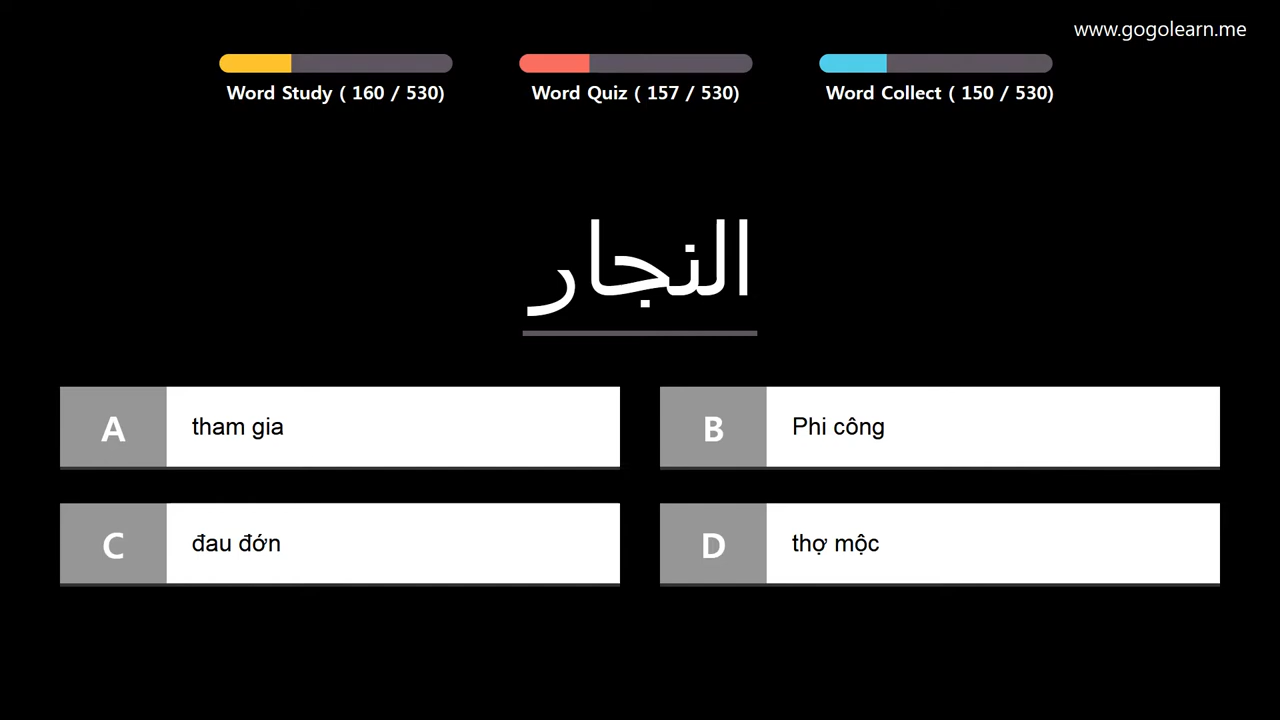 www.gogolearn.me
Word Study ( 160 / 530)
Word Quiz ( 157 / 530)
Word Collect ( 150 / 530)
النجار
A tham gia
B Phi công
C đau đớn
D thợ mộc